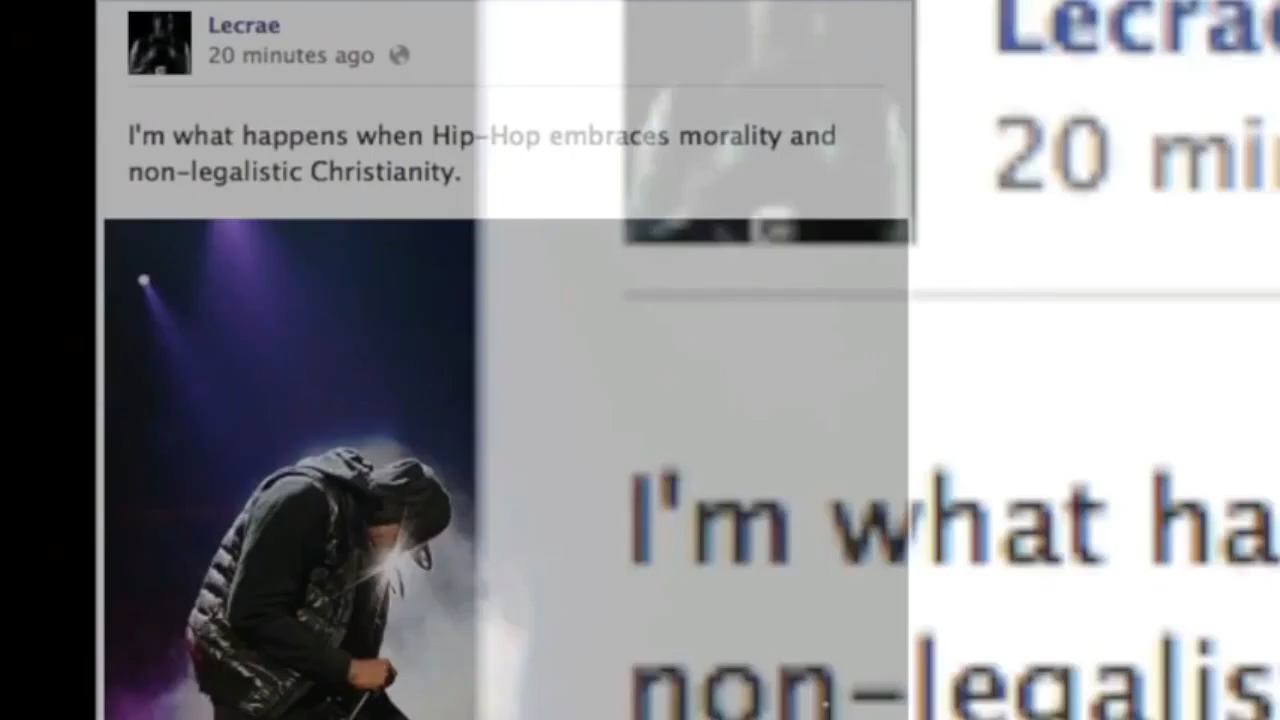 Lecrae
20 minutes ago
I'm what happens when Hip-Hop embraces morality and
non-legalistic Christianity.
Lecrae
20 mi
I'm what ha
non-legalis